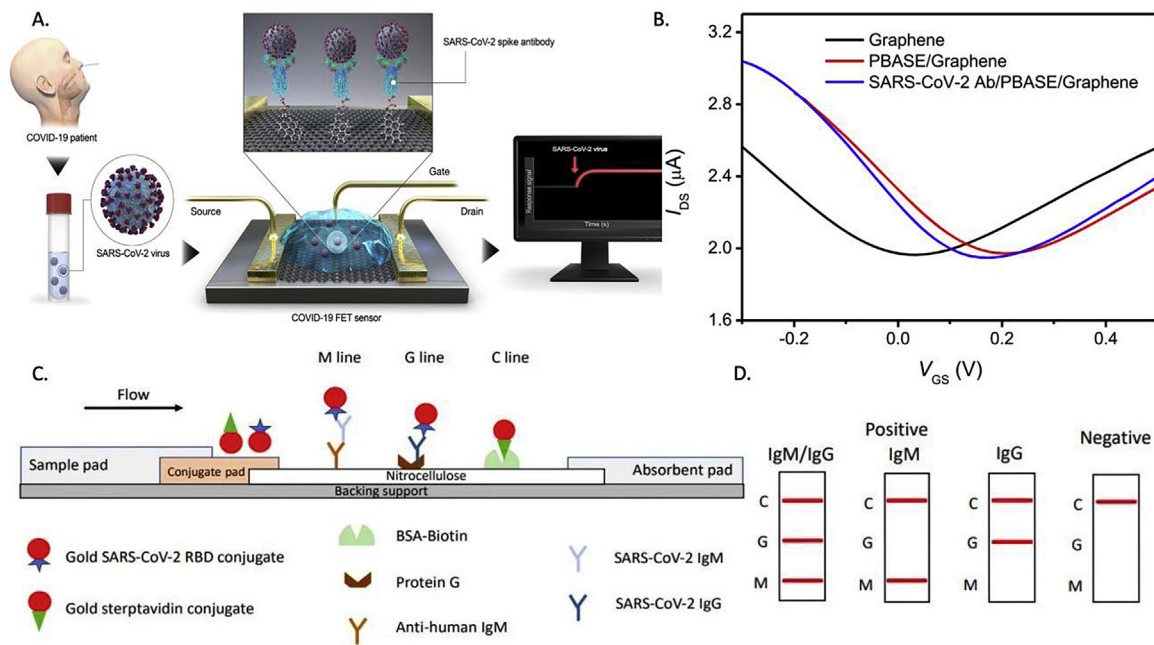 A.
COVID-19 patient
SARS-CoV-2 virus
SARS-CoV-2 spike antibody
Source
Gate
Drain
COVID-19 FET sensor
SARS-CoV-2 virus
Response signal
Time (s)
B.
Graphene
PBASE/Graphene
SARS-CoV-2 Ab/PBASE/Graphene
3.2
2.8
2.4
2.0
1.6
I_DS (μA)
-0.2 0.0 0.2 0.4
V_GS (V)
C.
M line G line C line
Flow
Sample pad
Conjugate pad
Nitrocellulose
Absorbent pad
Backing support
Gold SARS-CoV-2 RBD conjugate
Gold sterptavidin conjugate
BSA-Biotin
Protein G
Anti-human IgM
SARS-CoV-2 IgM
SARS-CoV-2 IgG
D.
Positive
IgM/IgG IgM IgG Negative
C C C C
G G G G
M M M M